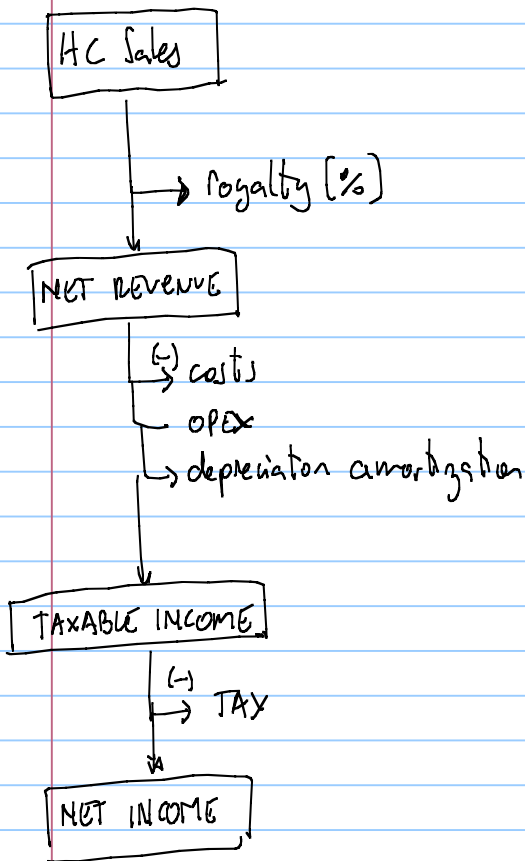 HC Sales
royalty [%]
NET REVENUE
(-)
costs
OPEX
depreciaton amortization
TAXABLE INCOME
(-)
TAX
NET INCOME